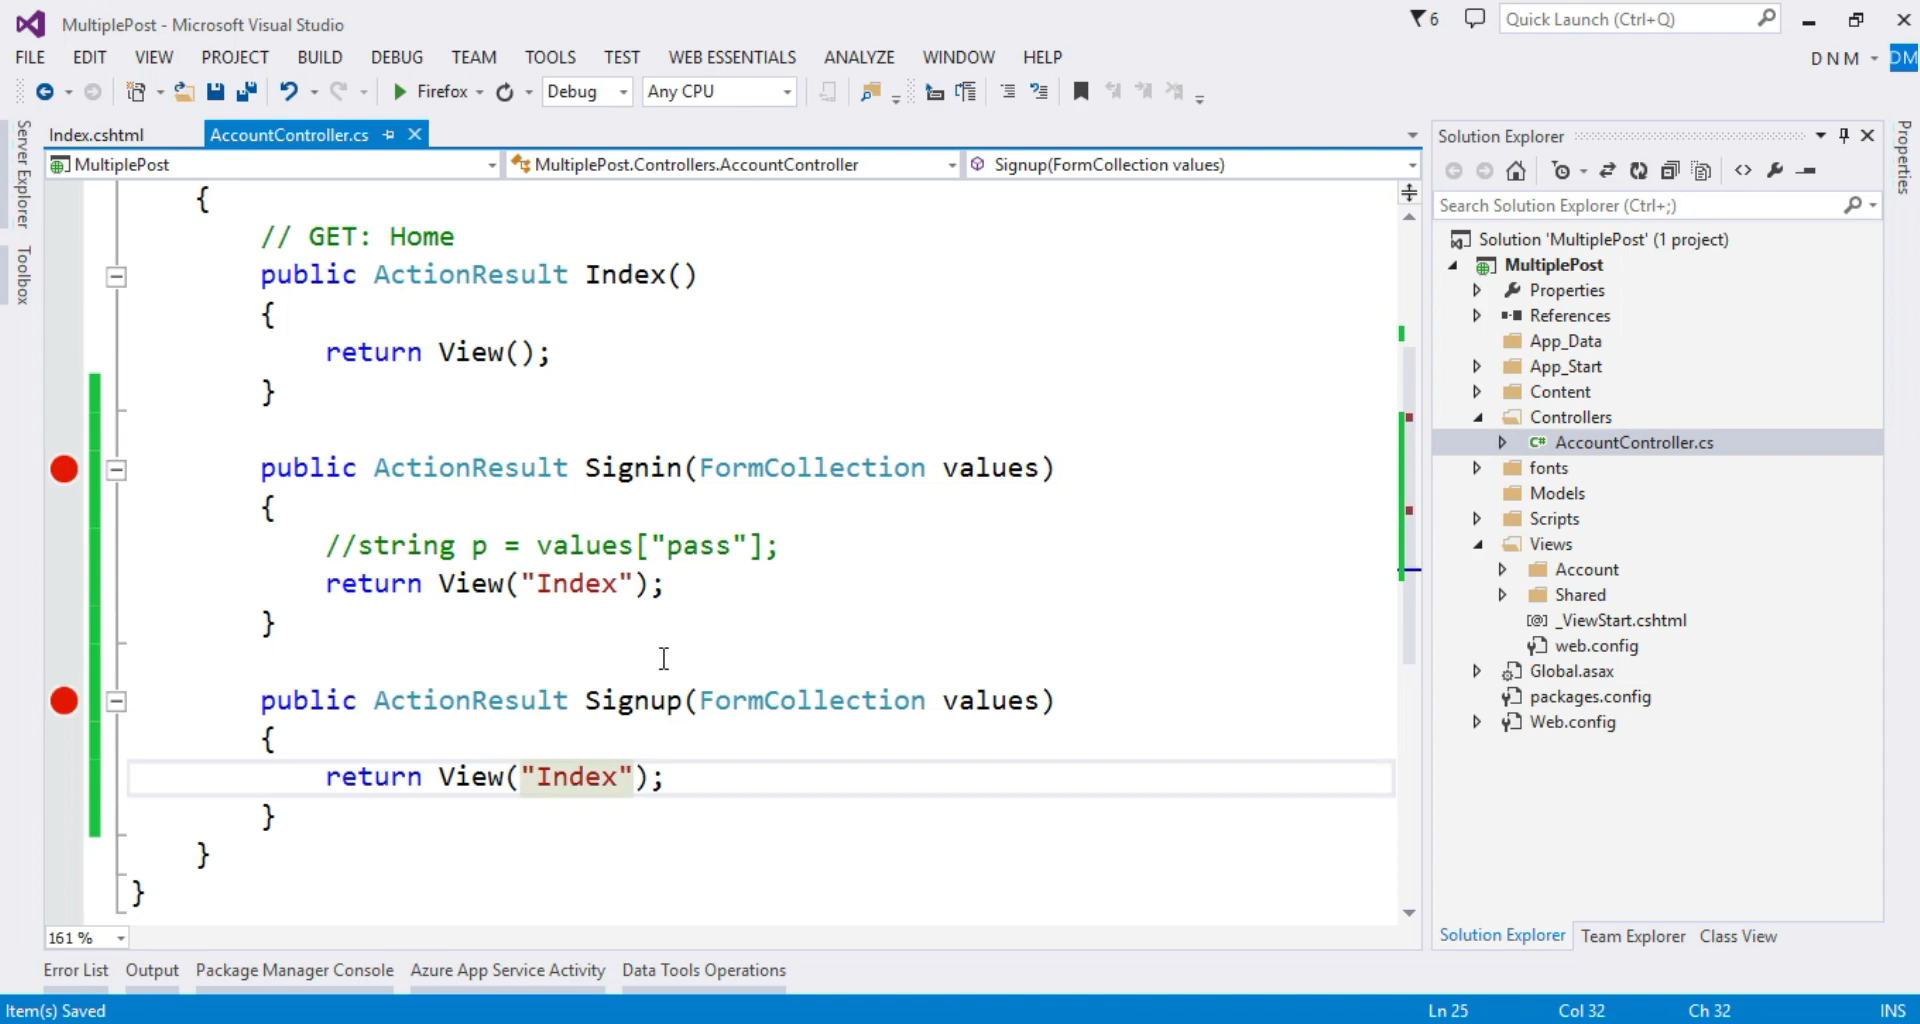 MultiplePost - Microsoft Visual Studio
6
Quick Launch (Ctrl+Q)
FILE EDIT VIEW PROJECT BUILD DEBUG TEAM TOOLS TEST WEB ESSENTIALS ANALYZE WINDOW HELP
D N M
DM
Firefox
Debug
Any CPU
Server Explorer
Toolbox
Index.cshtml
AccountController.cs
MultiplePost
MultiplePost.Controllers.AccountController
Signup(FormCollection values)
{
// GET: Home
public ActionResult Index()
{
return View();
}
public ActionResult Signin(FormCollection values)
{
//string p = values["pass"];
return View("Index");
}
public ActionResult Signup(FormCollection values)
{
return View("Index");
}
}
}
161 %
Solution Explorer
Search Solution Explorer (Ctrl+;)
Solution 'MultiplePost' (1 project)
MultiplePost
Properties
References
App_Data
App_Start
Content
Controllers
C# AccountController.cs
fonts
Models
Scripts
Views
Account
Shared
[@] _ViewStart.cshtml
web.config
Global.asax
packages.config
Web.config
Solution Explorer Team Explorer Class View
Properties
Error List Output Package Manager Console Azure App Service Activity Data Tools Operations
Item(s) Saved
Ln 25 Col 32 Ch 32 INS